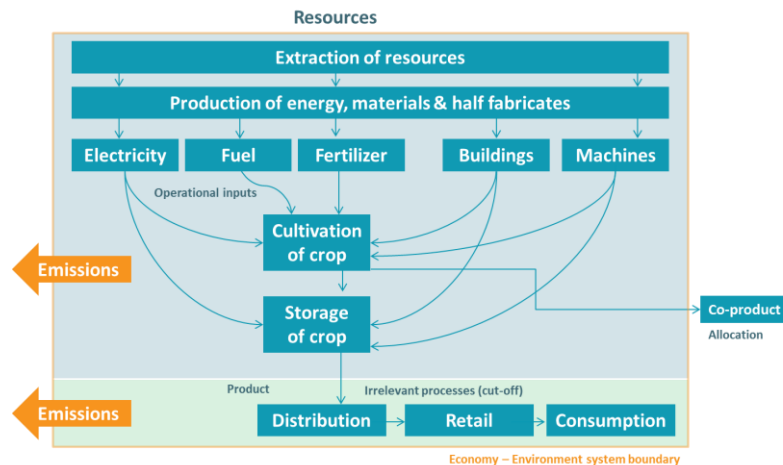 Resources
Extraction of resources
Production of energy, materials & half fabricates
Electricity
Fuel
Fertilizer
Buildings
Machines
Operational inputs
Cultivation
of crop
Emissions
Storage
of crop
Co-product
Allocation
Product
Irrelevant processes (cut-off)
Emissions
Distribution
Retail
Consumption
Economy – Environment system boundary